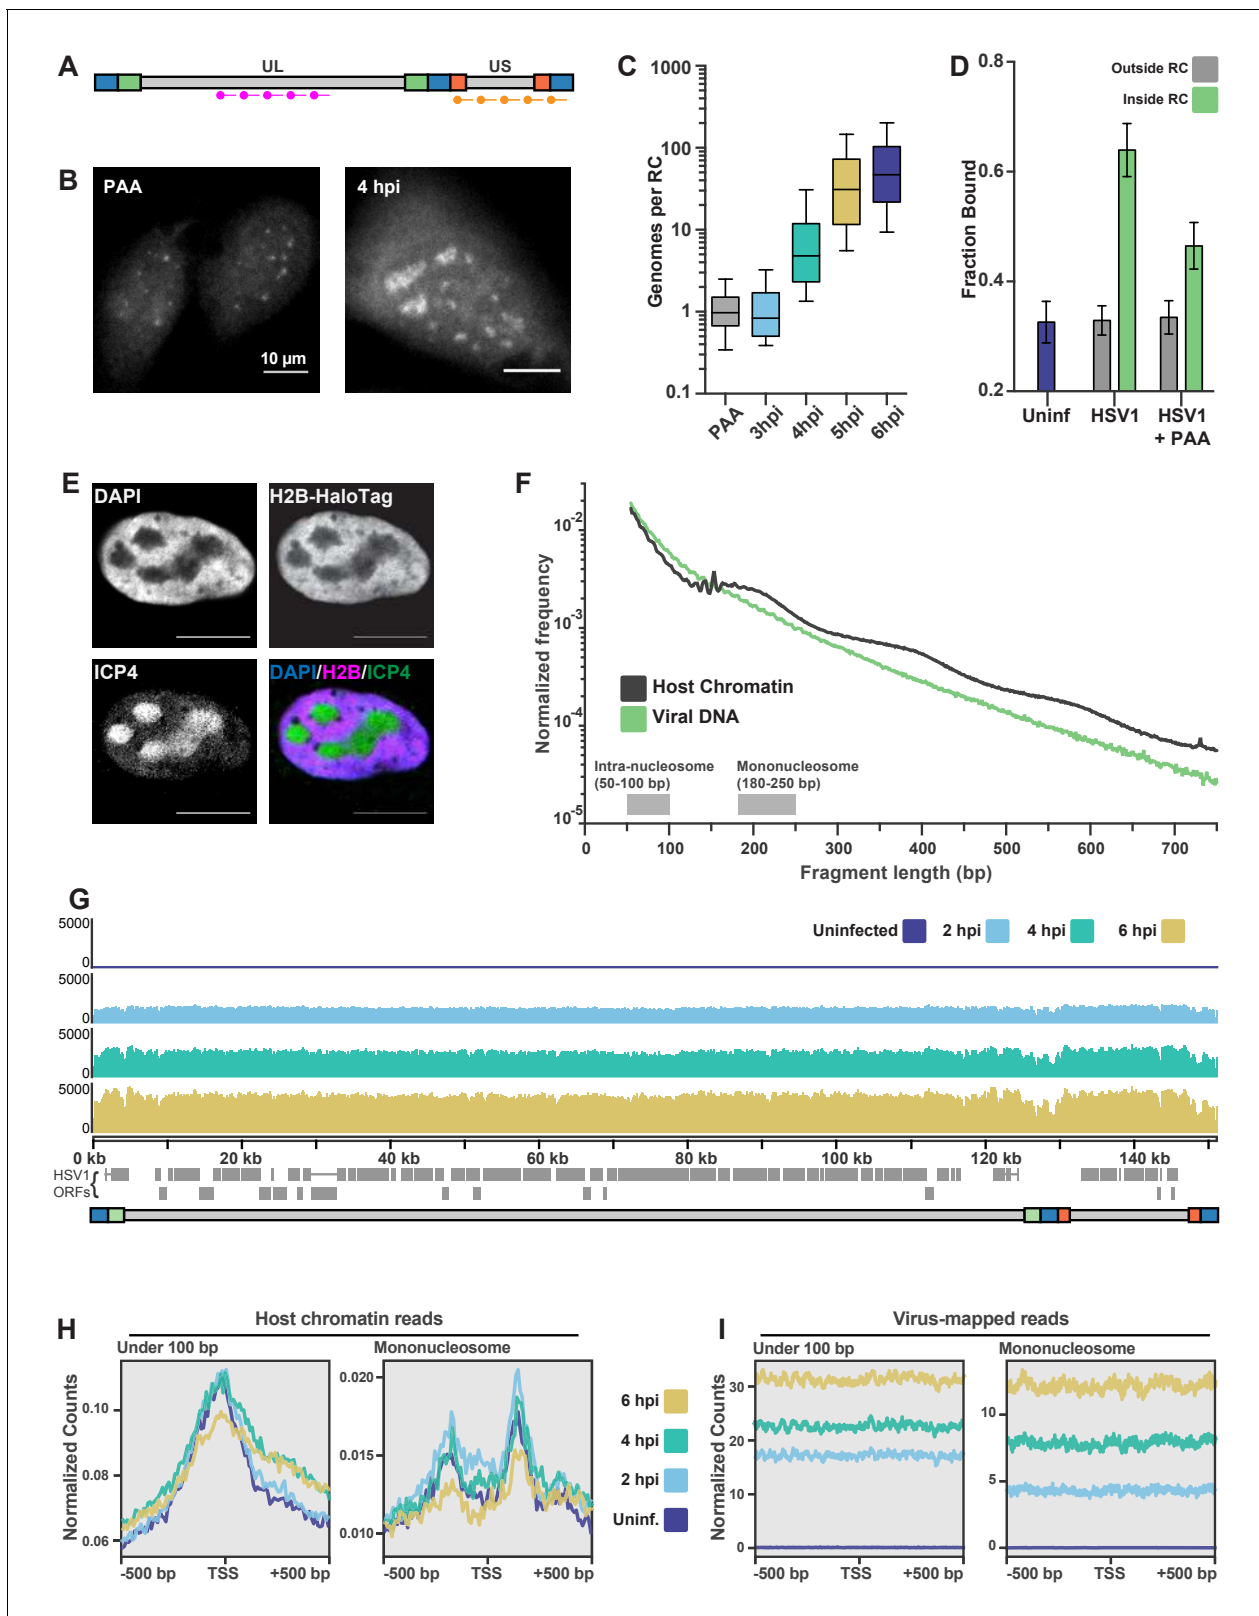 A
UL
US
B
PAA
4 hpi
10 µm
C
Genomes per RC
1000
100
10
1
0.1
PAA
3hpi
4hpi
5hpi
6hpi
D
Fraction Bound
0.8
0.6
0.4
0.2
Outside RC
Inside RC
Uninf
HSV1
HSV1
+ PAA
E
DAPI
H2B-HaloTag
ICP4
DAPI/H2B/ICP4
F
Normalized frequency
10-2
10-3
10-4
10-5
Host Chromatin
Viral DNA
Intra-nucleosome
(50-100 bp)
Mononucleosome
(180-250 bp)
0 100 200 300 400 500 600 700
Fragment length (bp)
G
Uninfected 2 hpi 4 hpi 6 hpi
5000
0
5000
0
5000
0
5000
0
0 kb 20 kb 40 kb 60 kb 80 kb 100 kb 120 kb 140 kb
HSV1
ORFs {
H
Host chromatin reads
Under 100 bp
Mononucleosome
Normalized Counts
0.10
0.08
0.06
0.020
0.015
0.010
-500 bp TSS +500 bp
-500 bp TSS +500 bp
6 hpi
4 hpi
2 hpi
Uninf.
I
Virus-mapped reads
Under 100 bp
Mononucleosome
Normalized Counts
30
20
10
0
10
5
0
-500 bp TSS +500 bp
-500 bp TSS +500 bp